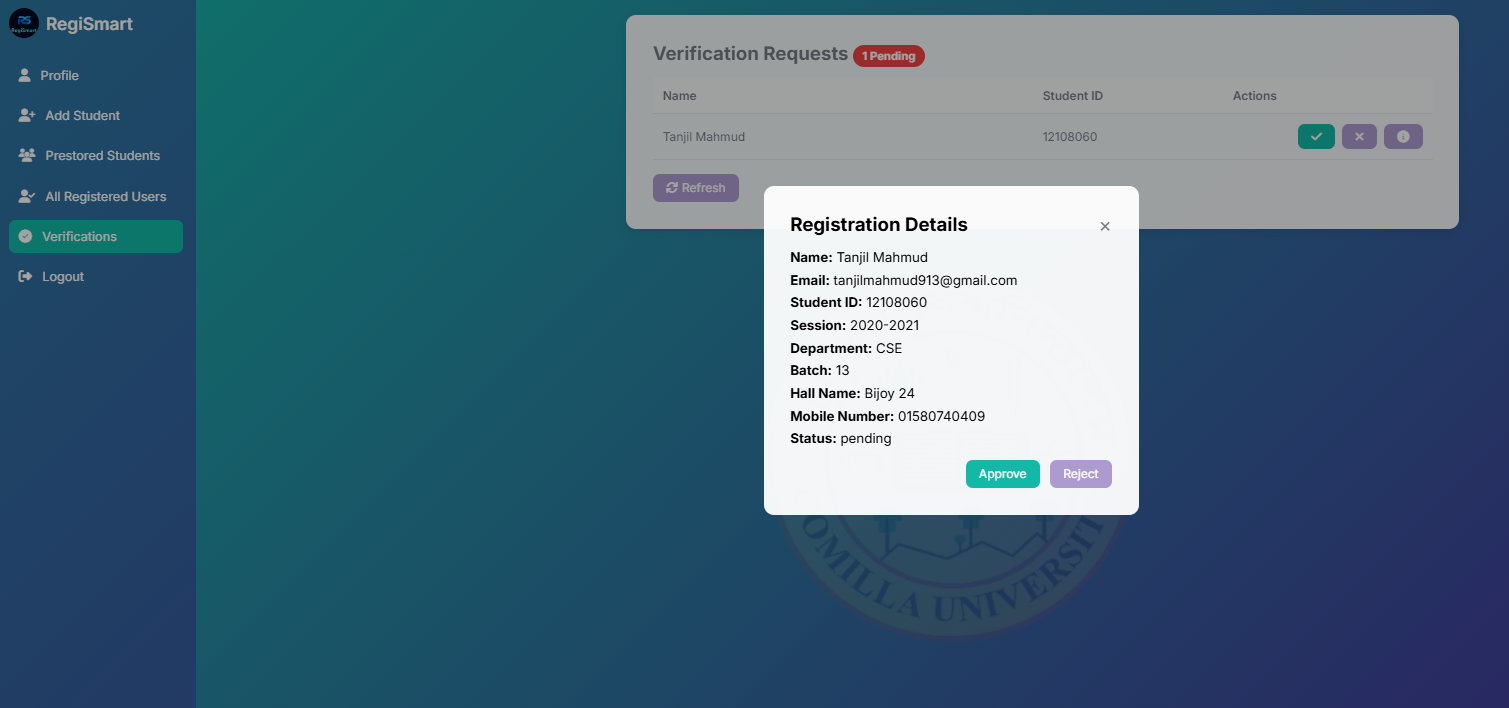 RS
RegiSmart
RegiSmart
Profile
Add Student
Prestored Students
All Registered Users
Verifications
Logout
Verification Requests 1 Pending
Name Student ID Actions
Tanjil Mahmud 12108060
Refresh
Registration Details
Name: Tanjil Mahmud
Email: tanjilmahmud913@gmail.com
Student ID: 12108060
Session: 2020-2021
Department: CSE
Batch: 13
Hall Name: Bijoy 24
Mobile Number: 01580740409
Status: pending
Approve Reject
OMILLA UNIVERSIT